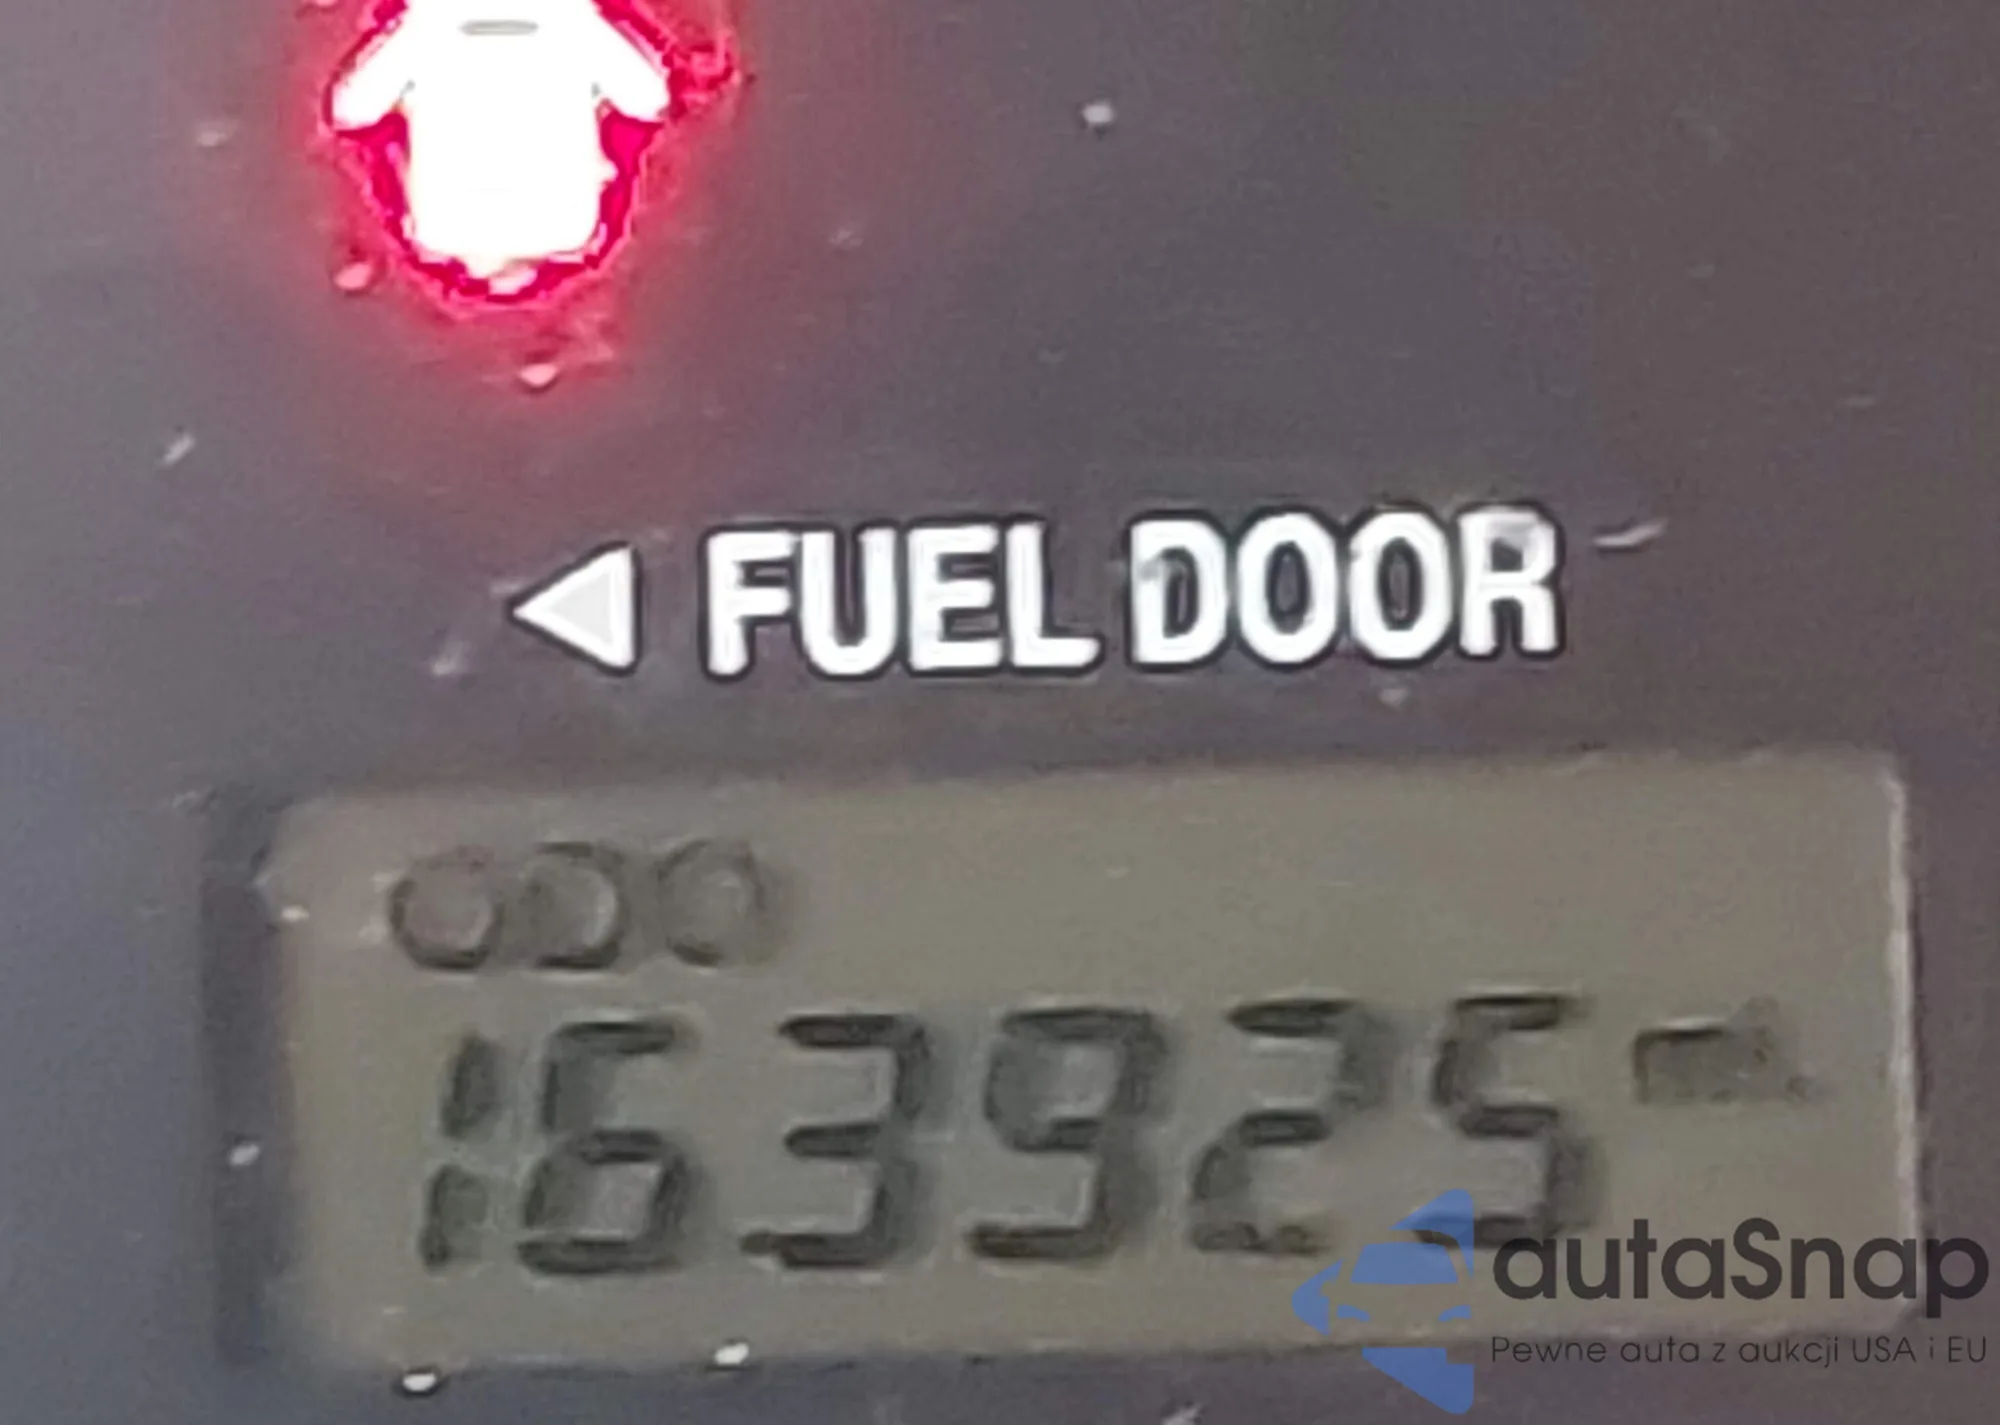 ◀ FUEL DOOR
ODO
163925
autaSnap
Pewne auta z aukcji USA i EU